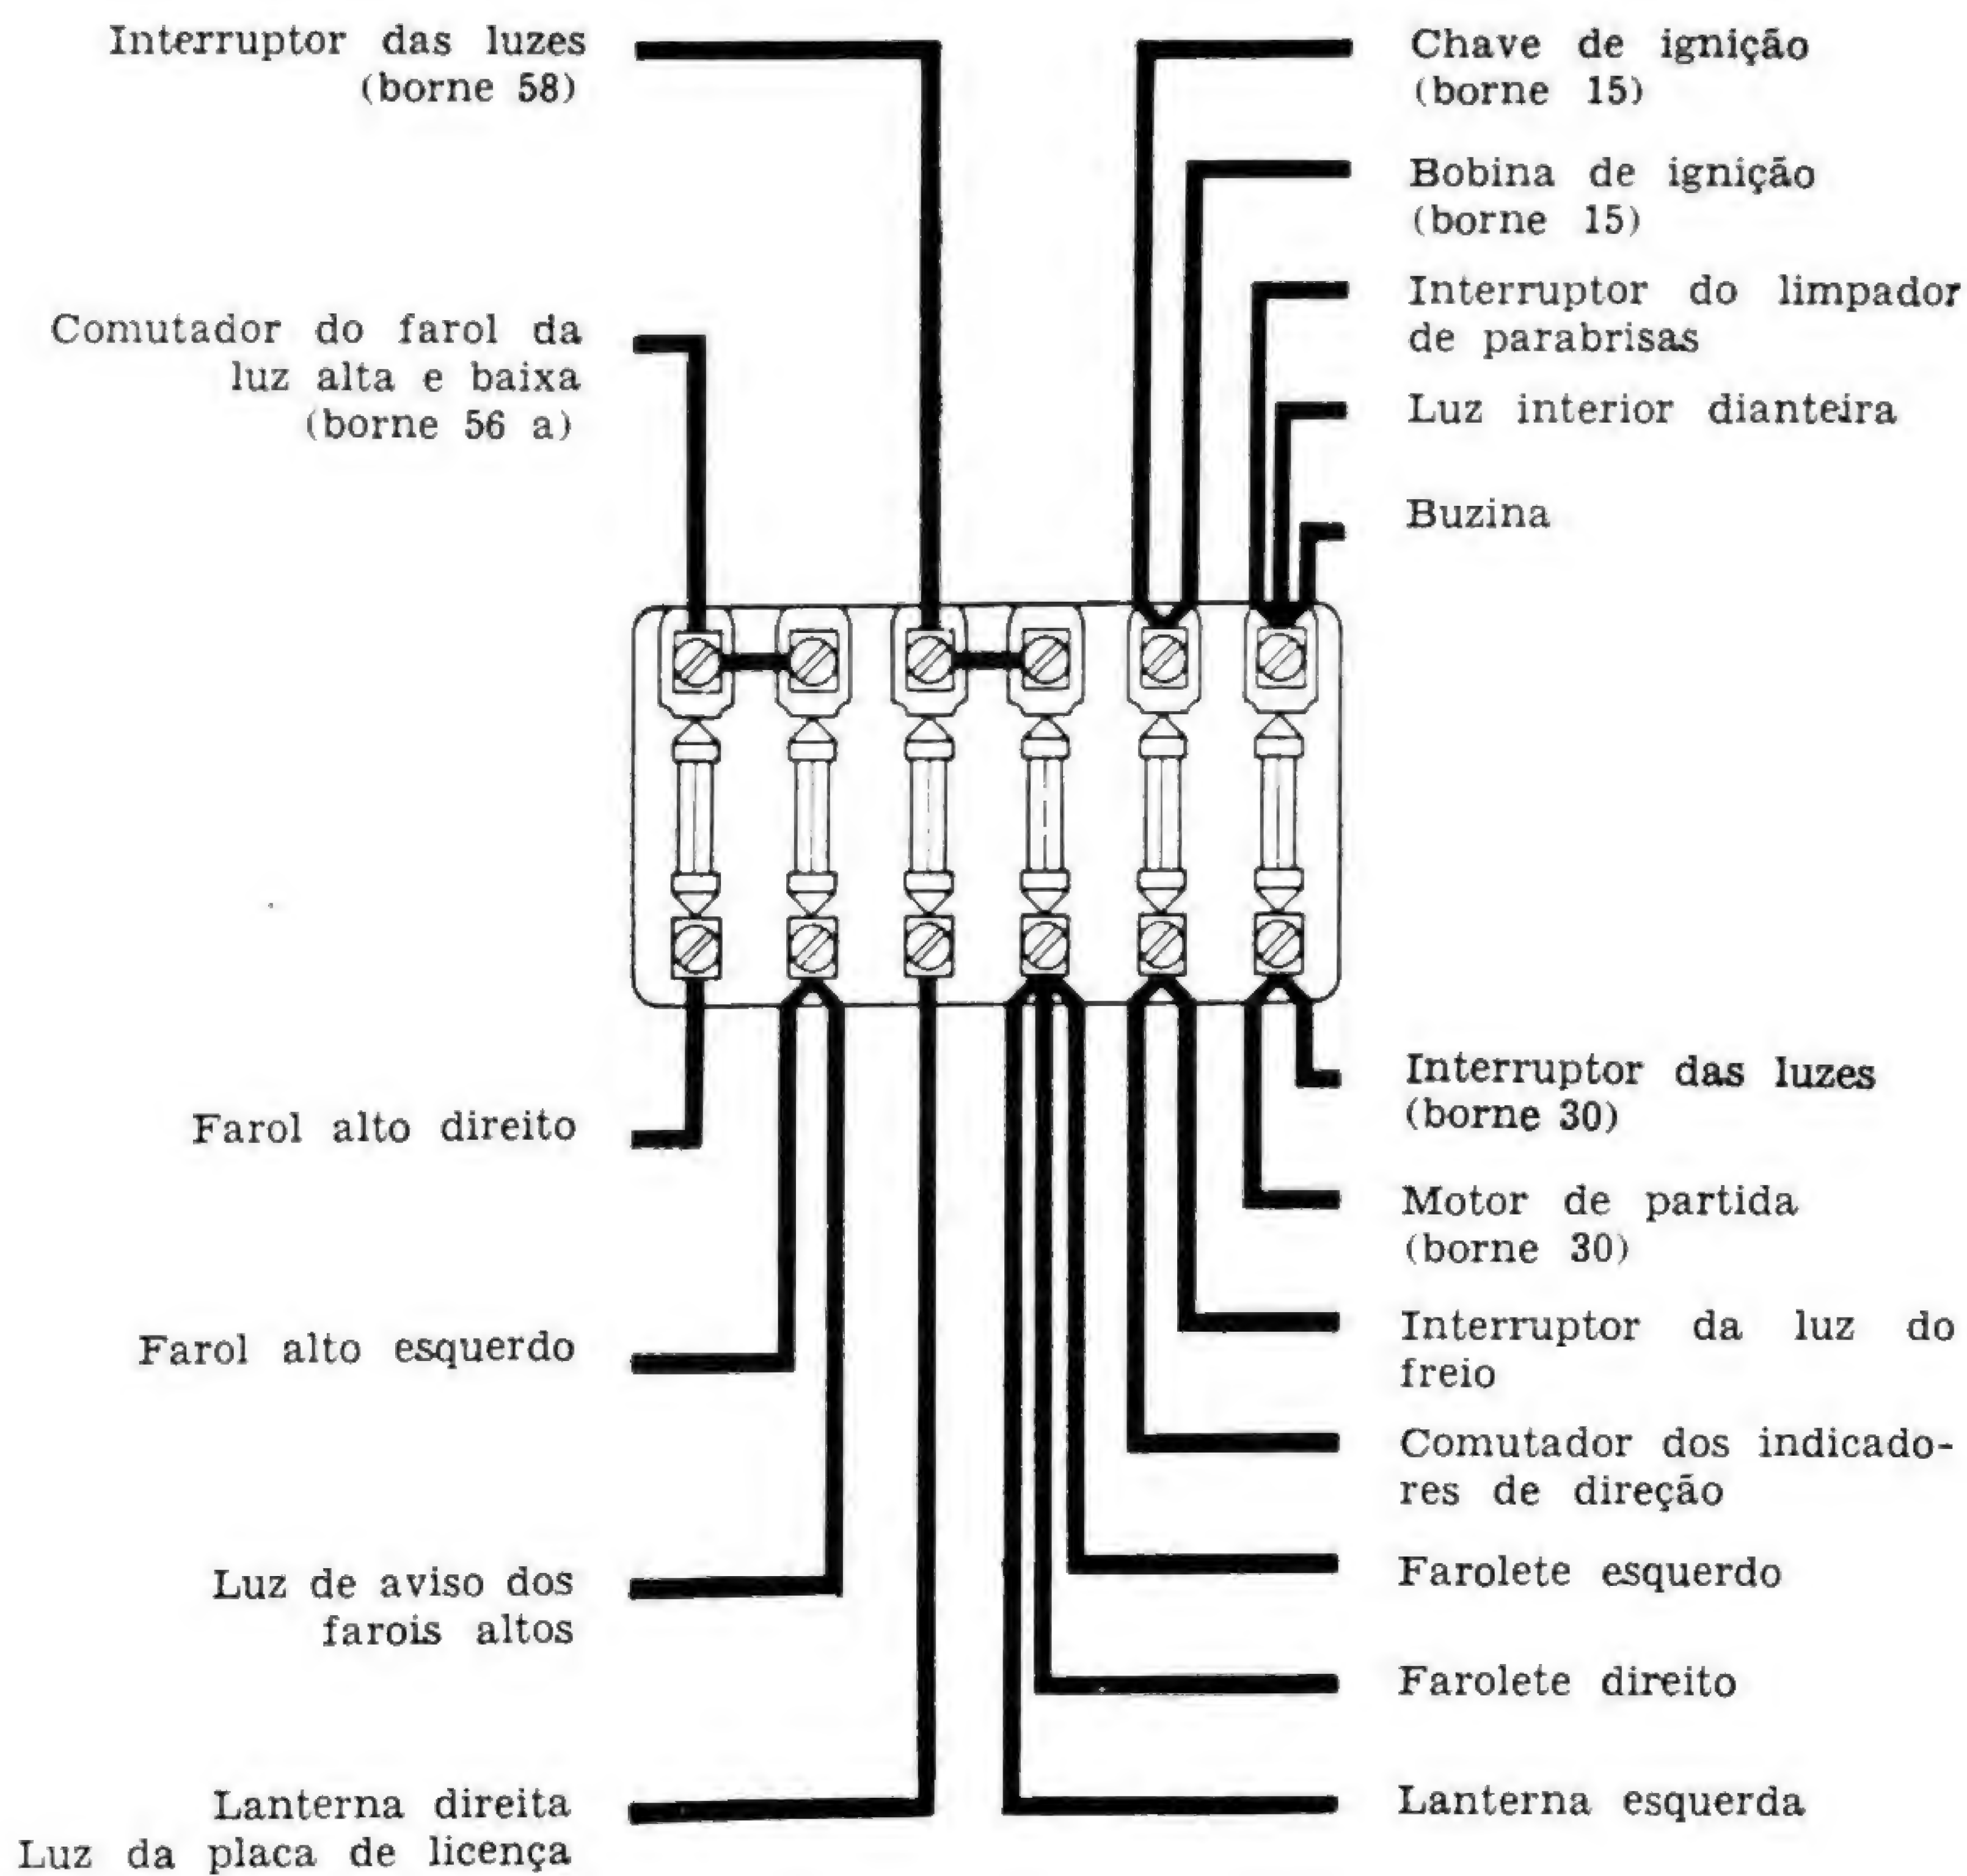 Interruptor das luzes
(borne 58)
Comutador do farol da
luz alta e baixa
(borne 56 a)
Farol alto direito
Farol alto esquerdo
Luz de aviso dos
farois altos
Lanterna direita
Luz da placa de licença
Chave de ignição
(borne 15)
Bobina de ignição
(borne 15)
Interruptor do limpador
de parabrisas
Luz interior dianteira
Buzina
Interruptor das luzes
(borne 30)
Motor de partida
(borne 30)
Interruptor da luz do
freio
Comutador dos indicado-
res de direção
Farolete esquerdo
Farolete direito
Lanterna esquerda